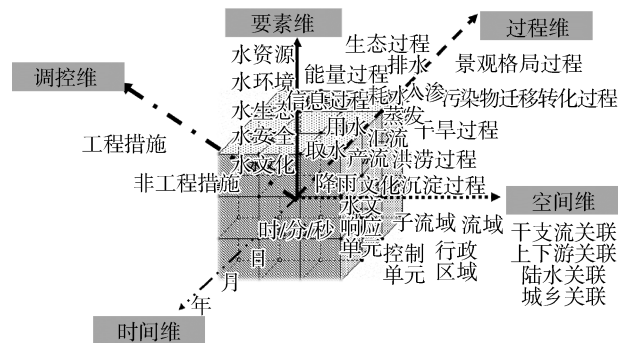 要素维
过程维
调控维
水资源
水环境
水生态
水安全
水文化
生态过程
排水
能量过程
景观格局过程
信息过程
耗水
入渗
污染物迁移转化过程
蒸发
用水
汇流
干旱过程
工程措施
取水
产流
洪涝过程
非工程措施
降雨
文化沉淀过程
空间维
水文
响应
单元
时/分/秒
子流域
流域
干支流关联
上下游关联
陆水关联
城乡关联
控制
单元
行政
区域
日
月
年
时间维